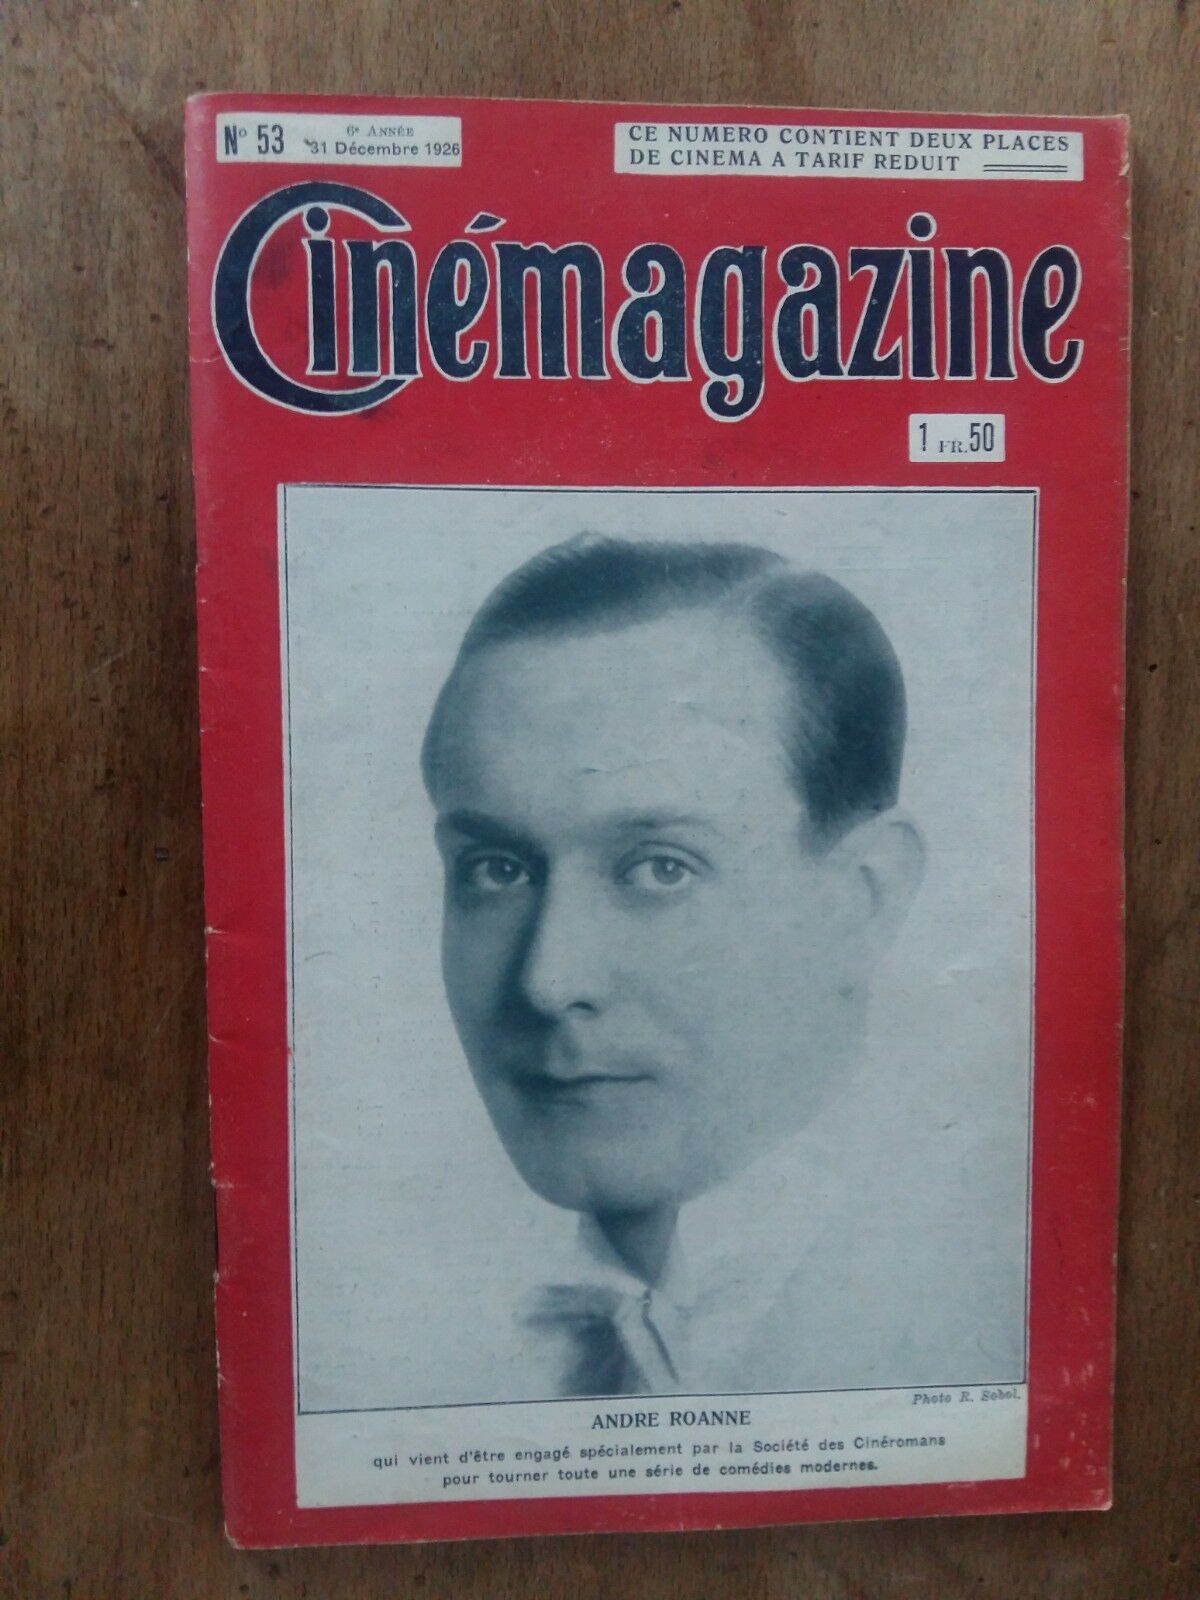 N° 53
6e ANNÉE
31 Décembre 1926
CE NUMERO CONTIENT DEUX PLACES
DE CINEMA A TARIF REDUIT
Cinémagazine
1 FR. 50
Photo R. Sobol.
ANDRE ROANNE
qui vient d'être engagé spécialement par la Société des Cinéromans
pour tourner toute une série de comédies modernes.